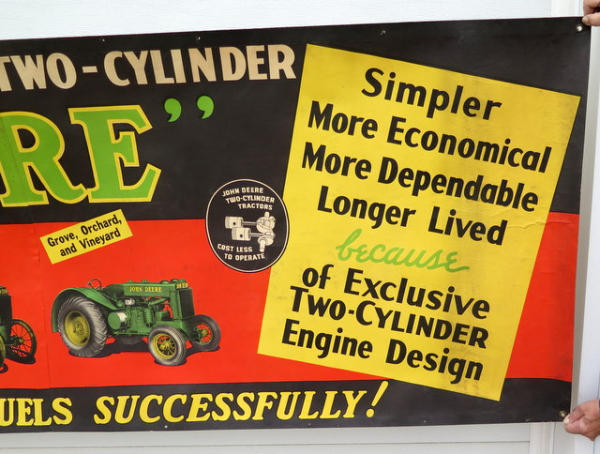 TWO-CYLINDER
RE”
Simpler
More Economical
More Dependable
Longer Lived
because
of Exclusive
TWO-CYLINDER
Engine Design
JOHN DEERE
TWO-CYLINDER
TRACTORS
COST LESS
TO OPERATE
Grove, Orchard,
and Vineyard
JOHN DEERE
UELS SUCCESSFULLY!